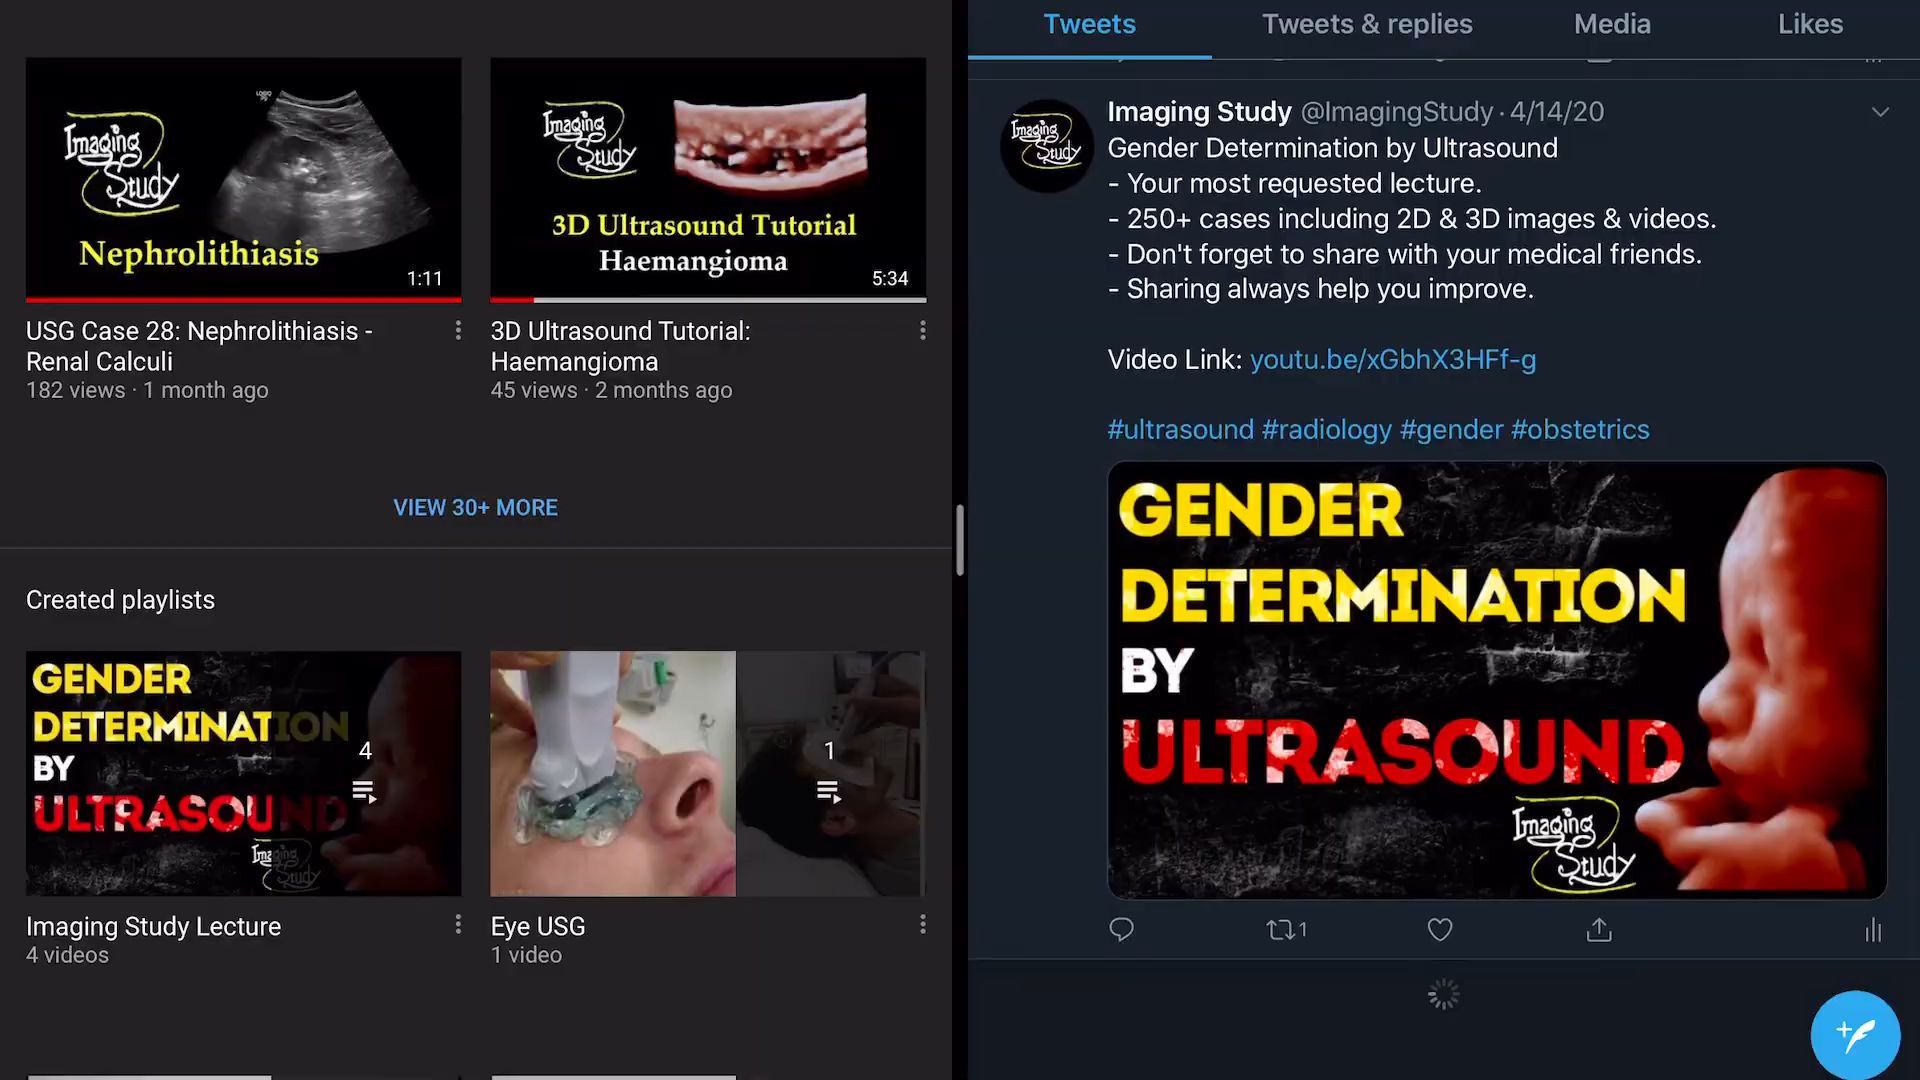 Imaging
Study
Nephrolithiasis
1:11
USG Case 28: Nephrolithiasis -
Renal Calculi
182 views · 1 month ago
Imaging
Study
3D Ultrasound Tutorial
Haemangioma
5:34
3D Ultrasound Tutorial:
Haemangioma
45 views · 2 months ago
VIEW 30+ MORE
Created playlists
GENDER
DETERMINATION
BY
ULTRASOUND
Imaging
Study
4
Imaging Study Lecture
4 videos
1
Eye USG
1 video
Tweets
Tweets & replies
Media
Likes
Imaging
Study
Imaging Study @ImagingStudy · 4/14/20
Gender Determination by Ultrasound
- Your most requested lecture.
- 250+ cases including 2D & 3D images & videos.
- Don't forget to share with your medical friends.
- Sharing always help you improve.
Video Link: youtu.be/xGbhX3HFf-g
#ultrasound #radiology #gender #obstetrics
GENDER
DETERMINATION
BY
ULTRASOUND
Imaging
Study
1